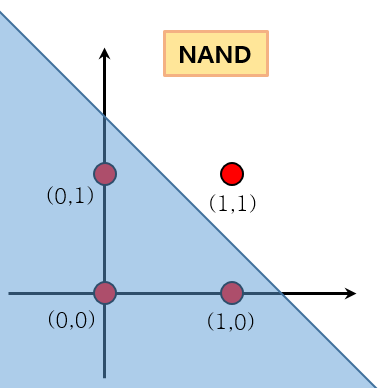 NAND
(0,1)
(1,1)
(0,0)
(1,0)